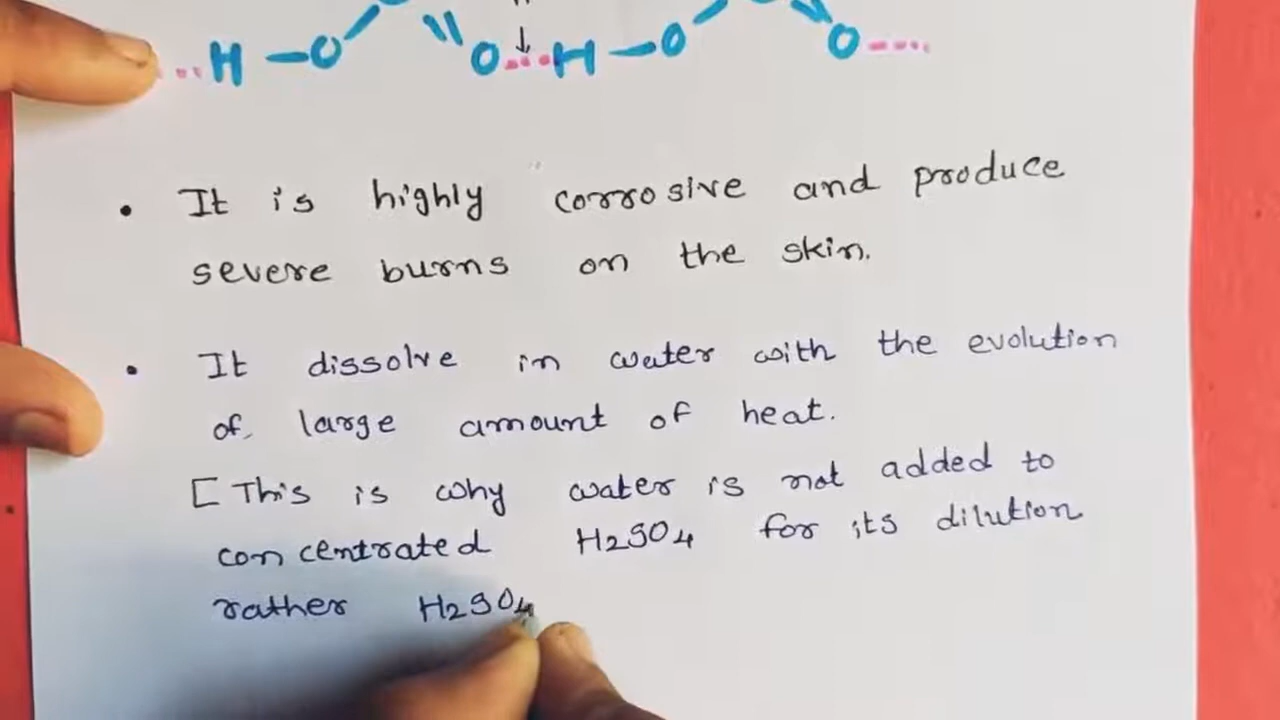 H-O O H-O O
• It is highly corrosive and produce
severe burns on the skin.
• It dissolve in water with the evolution
of large amount of heat.
[This is why water is not added to
concentrated H2SO4 for its dilution
rather H2SO4